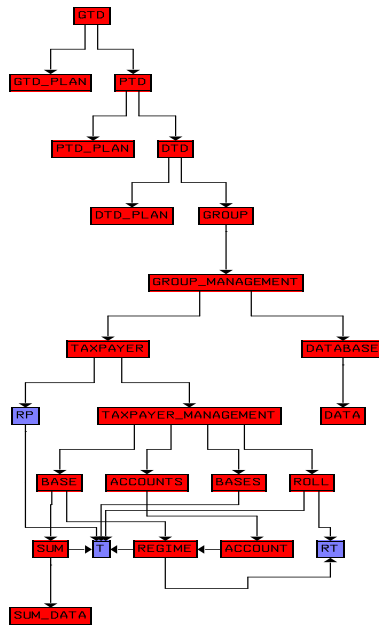 GTD
GTD_PLAN
PTD
PTD_PLAN
DTD
DTD_PLAN
GROUP
GROUP_MANAGEMENT
TAXPAYER
DATABASE
RP
TAXPAYER_MANAGEMENT
DATA
BASE
ACCOUNTS
BASES
ROLL
SUM
T
REGIME
ACCOUNT
RT
SUM_DATA